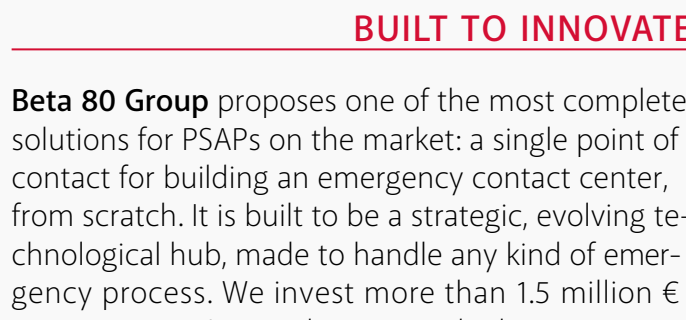 BUILT TO INNOVATE
Beta 80 Group proposes one of the most complete
solutions for PSAPs on the market: a single point of
contact for building an emergency contact center,
from scratch. It is built to be a strategic, evolving te-
chnological hub, made to handle any kind of emer-
gency process. We invest more than 1.5 million €